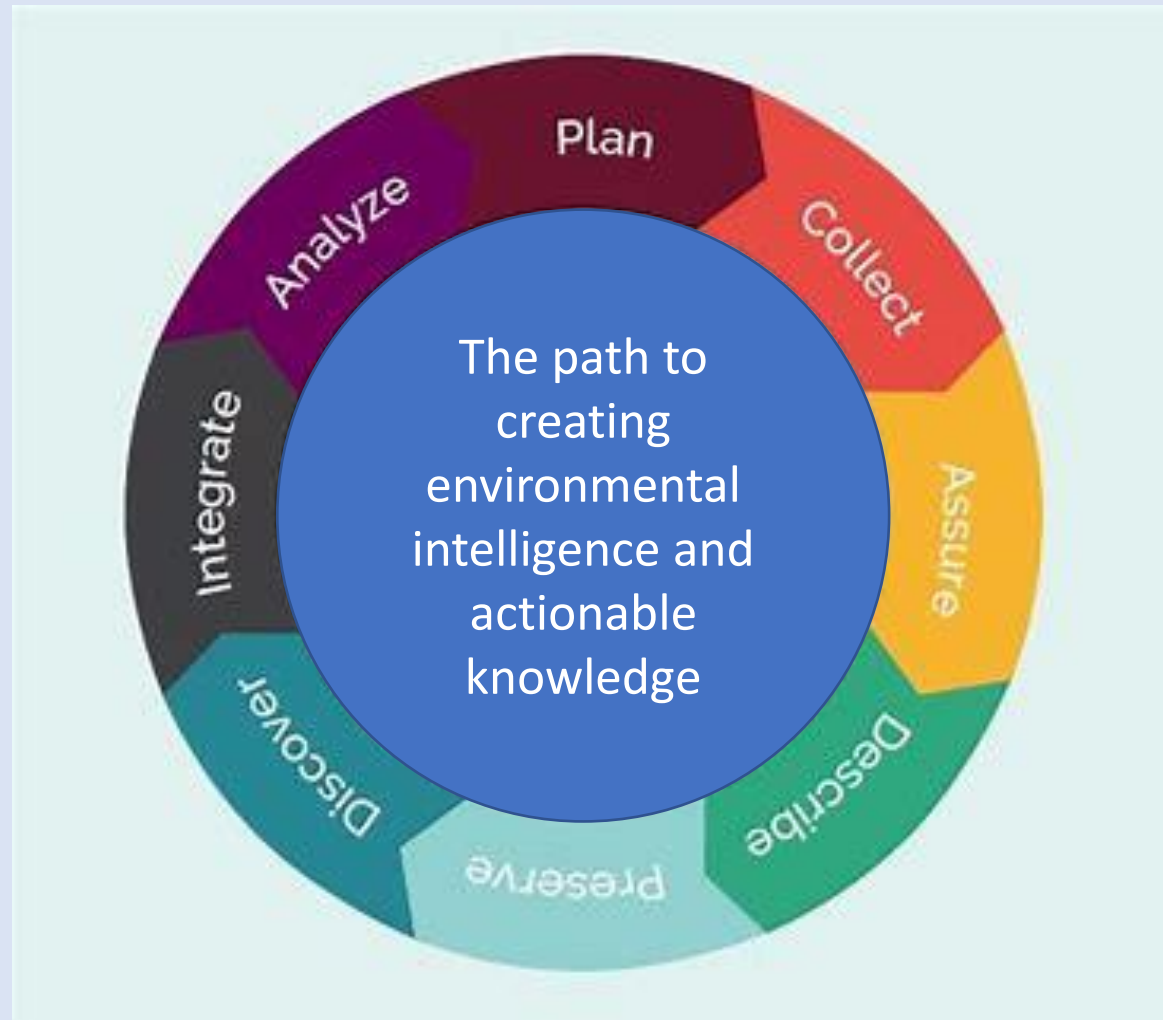 Plan
Collect
Assure
Describe
Preserve
Discover
Integrate
Analyze
The path to
creating
environmental
intelligence and
actionable
knowledge